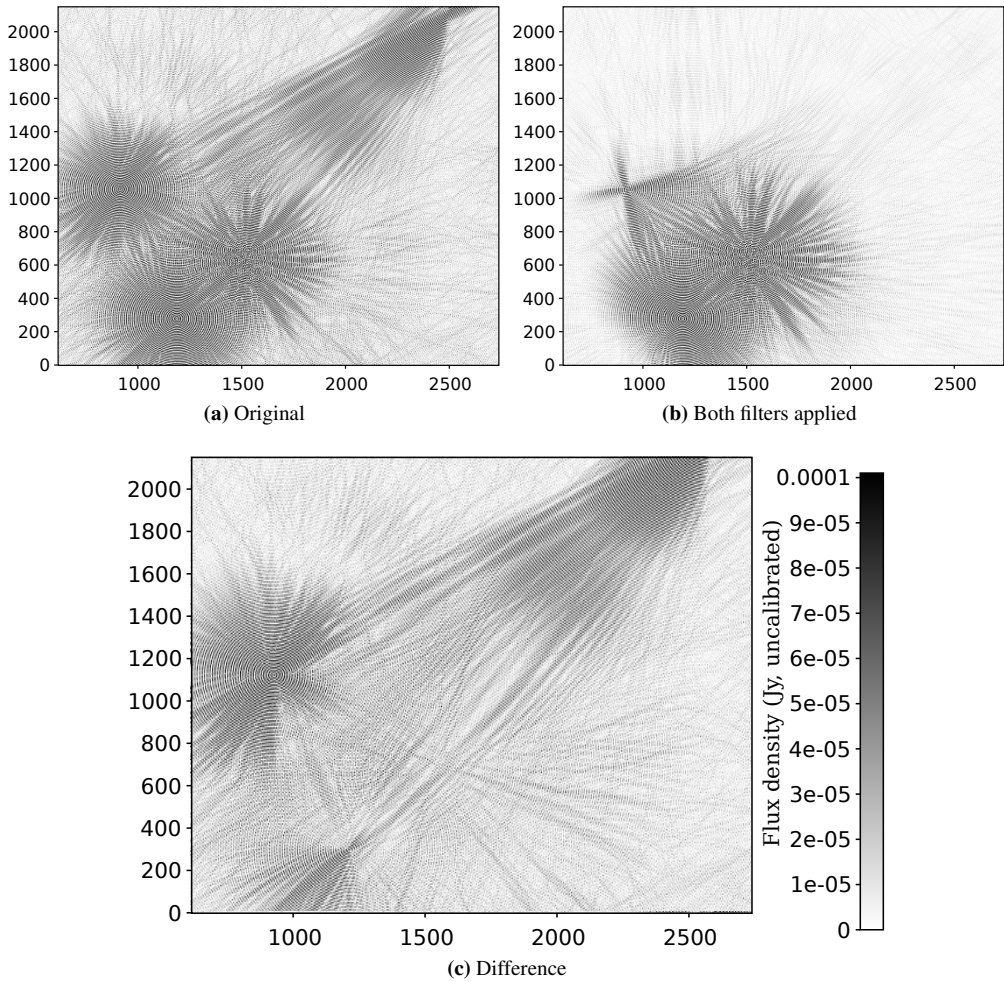 2000
1800
1600
1400
1200
1000
800
600
400
200
0
1000 1500 2000 2500
(a) Original
2000
1800
1600
1400
1200
1000
800
600
400
200
0
1000 1500 2000 2500
(b) Both filters applied
2000
1800
1600
1400
1200
1000
800
600
400
200
0
1000 1500 2000 2500
(c) Difference
0.0001
9e-05
8e-05
7e-05
6e-05
5e-05
4e-05
3e-05
2e-05
1e-05
0
Flux density (Jy, uncalibrated)